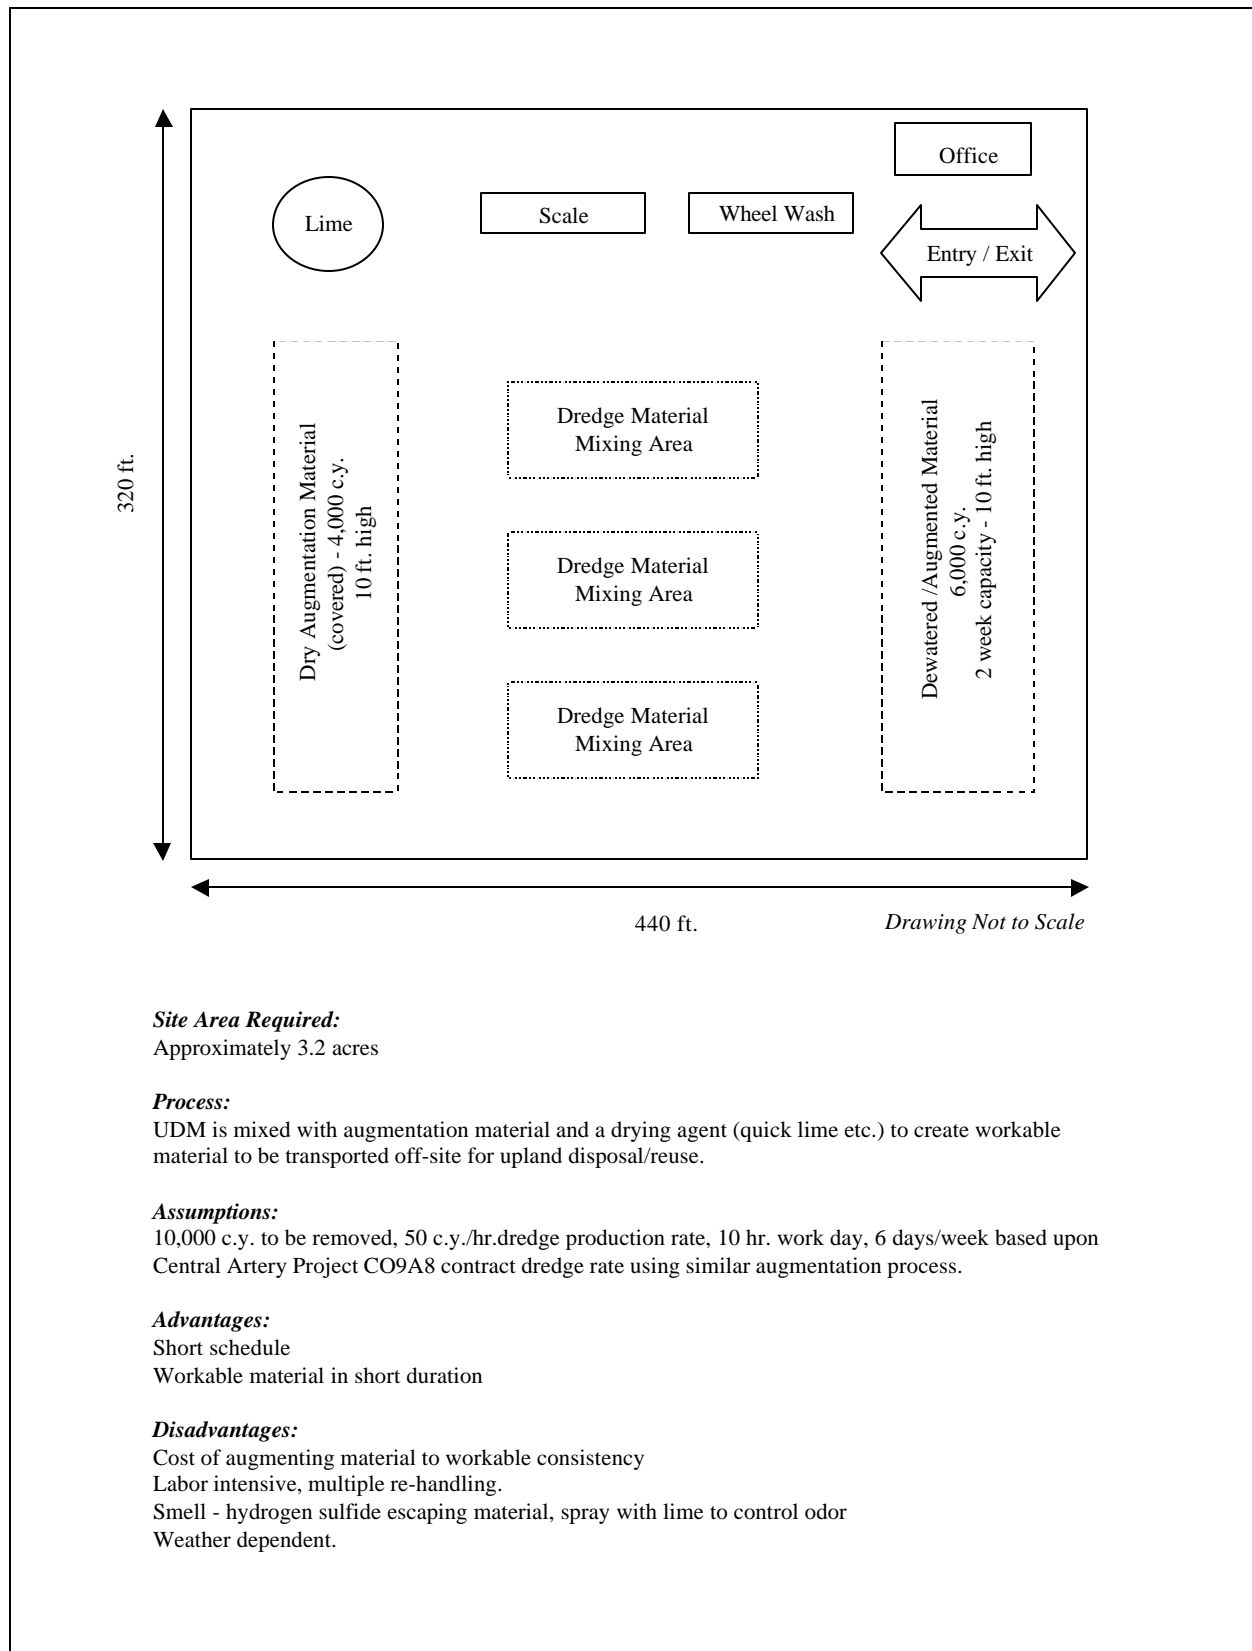 Office
Lime
Scale
Wheel Wash
Entry / Exit
320 ft.
Dry Augmentation Material
(covered) - 4,000 c.y.
10 ft. high
Dredge Material
Mixing Area
Dredge Material
Mixing Area
Dredge Material
Mixing Area
Dewatered /Augmented Material
6,000 c.y.
2 week capacity - 10 ft. high
440 ft.
Drawing Not to Scale
Site Area Required:
Approximately 3.2 acres
Process:
UDM is mixed with augmentation material and a drying agent (quick lime etc.) to create workable
material to be transported off-site for upland disposal/reuse.
Assumptions:
10,000 c.y. to be removed, 50 c.y./hr.dredge production rate, 10 hr. work day, 6 days/week based upon
Central Artery Project CO9A8 contract dredge rate using similar augmentation process.
Advantages:
Short schedule
Workable material in short duration
Disadvantages:
Cost of augmenting material to workable consistency
Labor intensive, multiple re-handling.
Smell - hydrogen sulfide escaping material, spray with lime to control odor
Weather dependent.